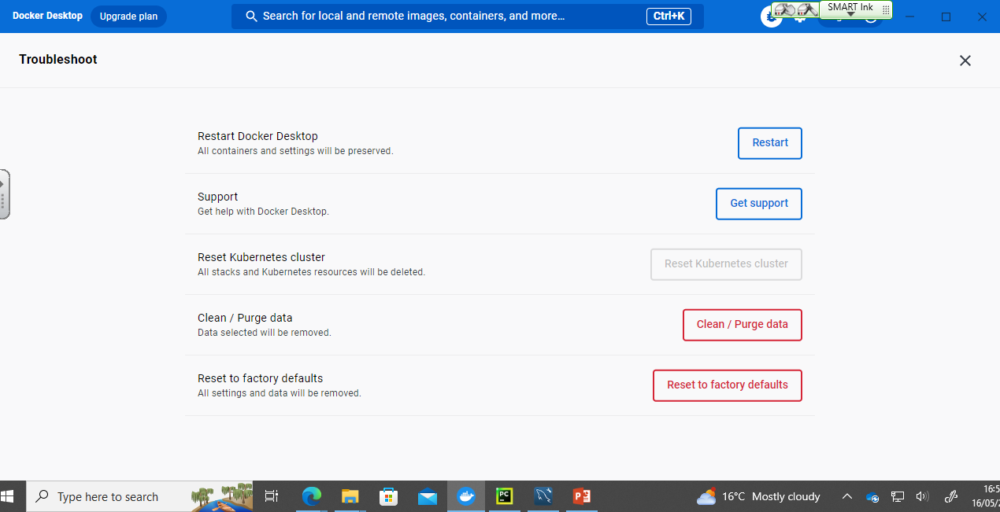 Docker Desktop Upgrade plan Search for local and remote images, containers, and more... Ctrl+K SMART Ink
Troubleshoot
Restart Docker Desktop
All containers and settings will be preserved.
Restart
Support
Get help with Docker Desktop.
Get support
Reset Kubernetes cluster
All stacks and Kubernetes resources will be deleted.
Reset Kubernetes cluster
Clean / Purge data
Data selected will be removed.
Clean / Purge data
Reset to factory defaults
All settings and data will be removed.
Reset to factory defaults
Type here to search PC P 16°C Mostly cloudy
16:5
16/05/